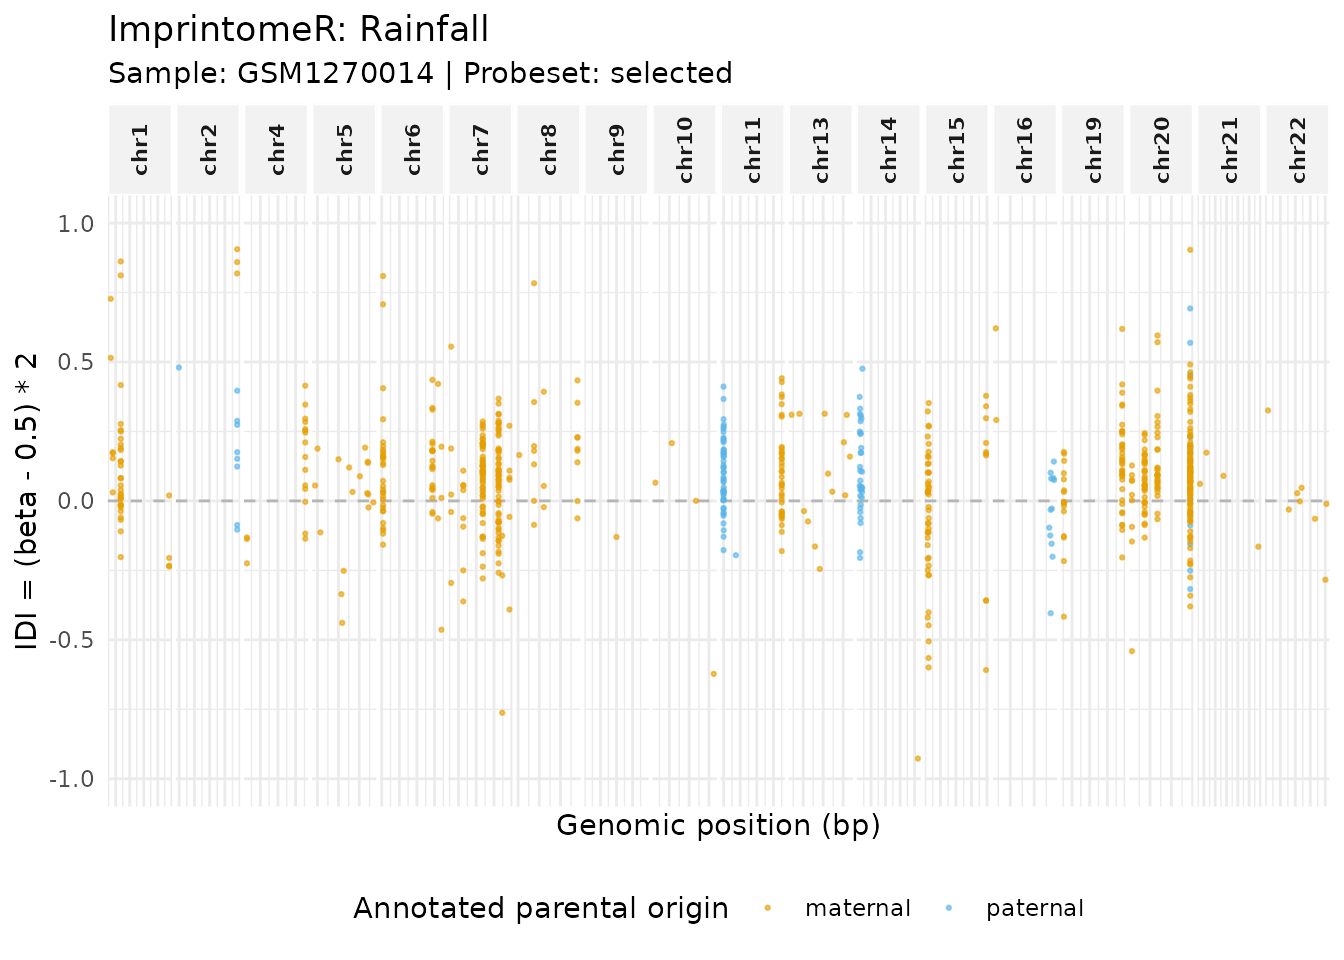 ImprintomeR: Rainfall
Sample: GSM1270014 | Probeset: selected
chr1 chr2 chr4 chr5 chr6 chr7 chr8 chr9 chr10 chr11 chr13 chr14 chr15 chr16 chr19 chr20 chr21 chr22
IDI = (beta - 0.5) * 2
1.0
0.5
0.0
-0.5
-1.0
Genomic position (bp)
Annotated parental origin maternal paternal